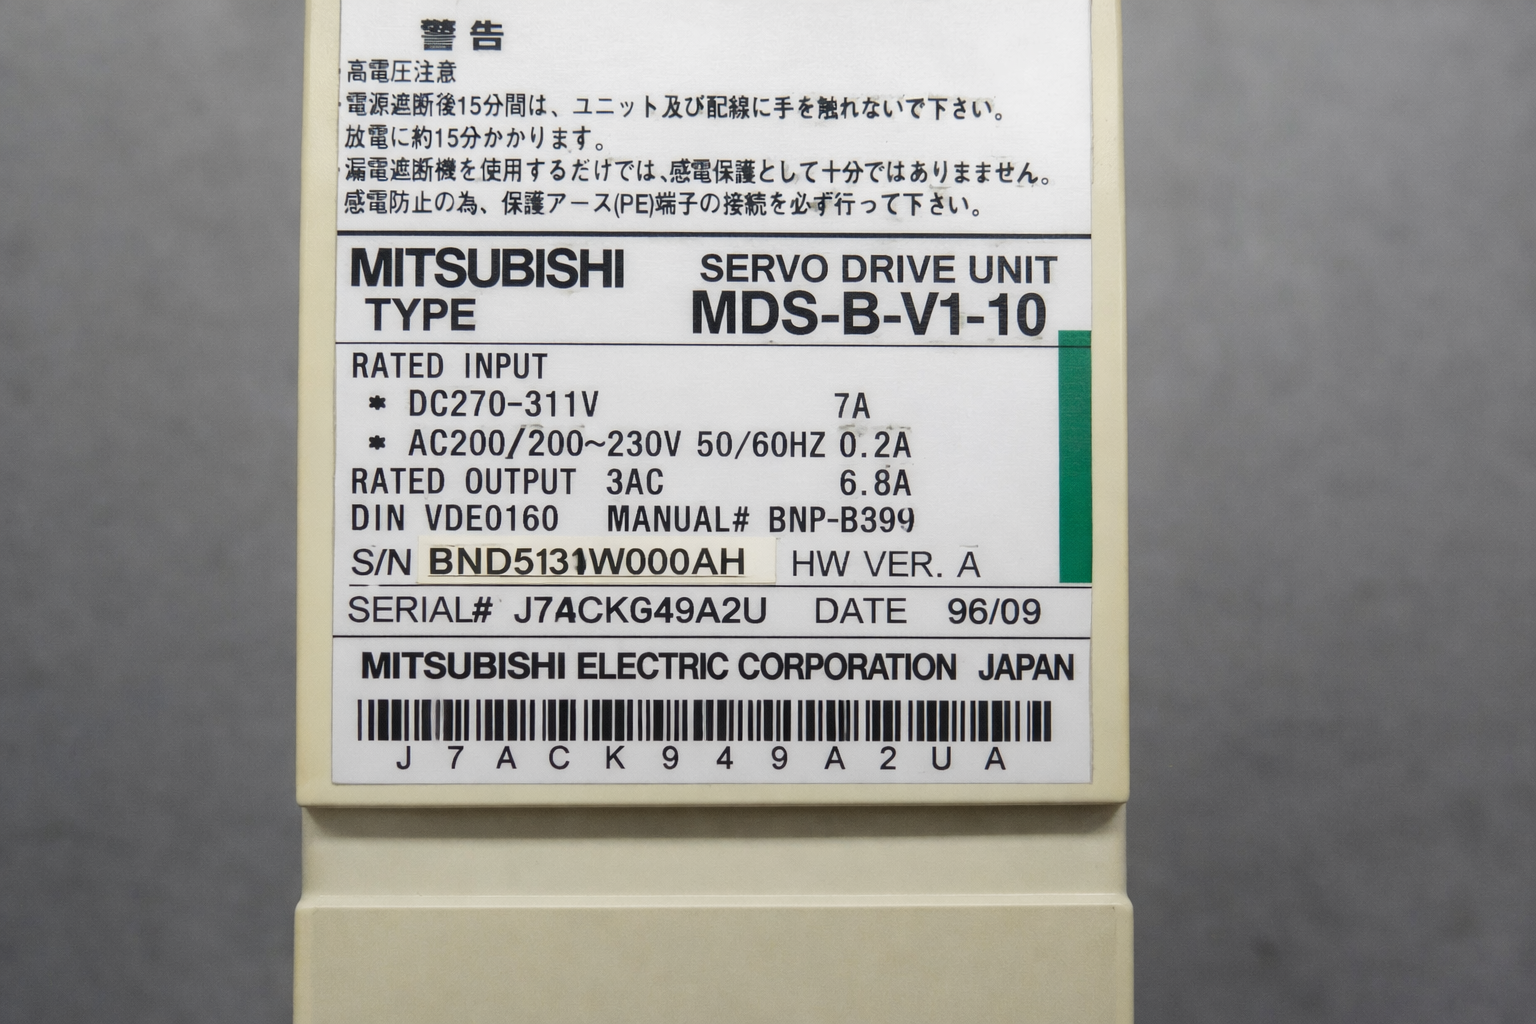 警告
・高電圧注意
・電源遮断後15分間は、ユニット及び配線に手を触れないで下さい。
放電に約15分かかります。
・漏電遮断機を使用するだけでは、感電保護として十分ではありまません。
感電防止の為、保護アース(PE)端子の接続を必ず行って下さい。
MITSUBISHI SERVO DRIVE UNIT
TYPE MDS-B-V1-10
RATED INPUT
* DC270-311V 7A
* AC200/200~230V 50/60HZ 0.2A
RATED OUTPUT 3AC 6.8A
DIN VDE0160 MANUAL# BNP-B399
S/N BND5131W000AH HW VER. A
SERIAL# J7ACKG49A2U DATE 96/09
MITSUBISHI ELECTRIC CORPORATION JAPAN
J7ACK949A2UA